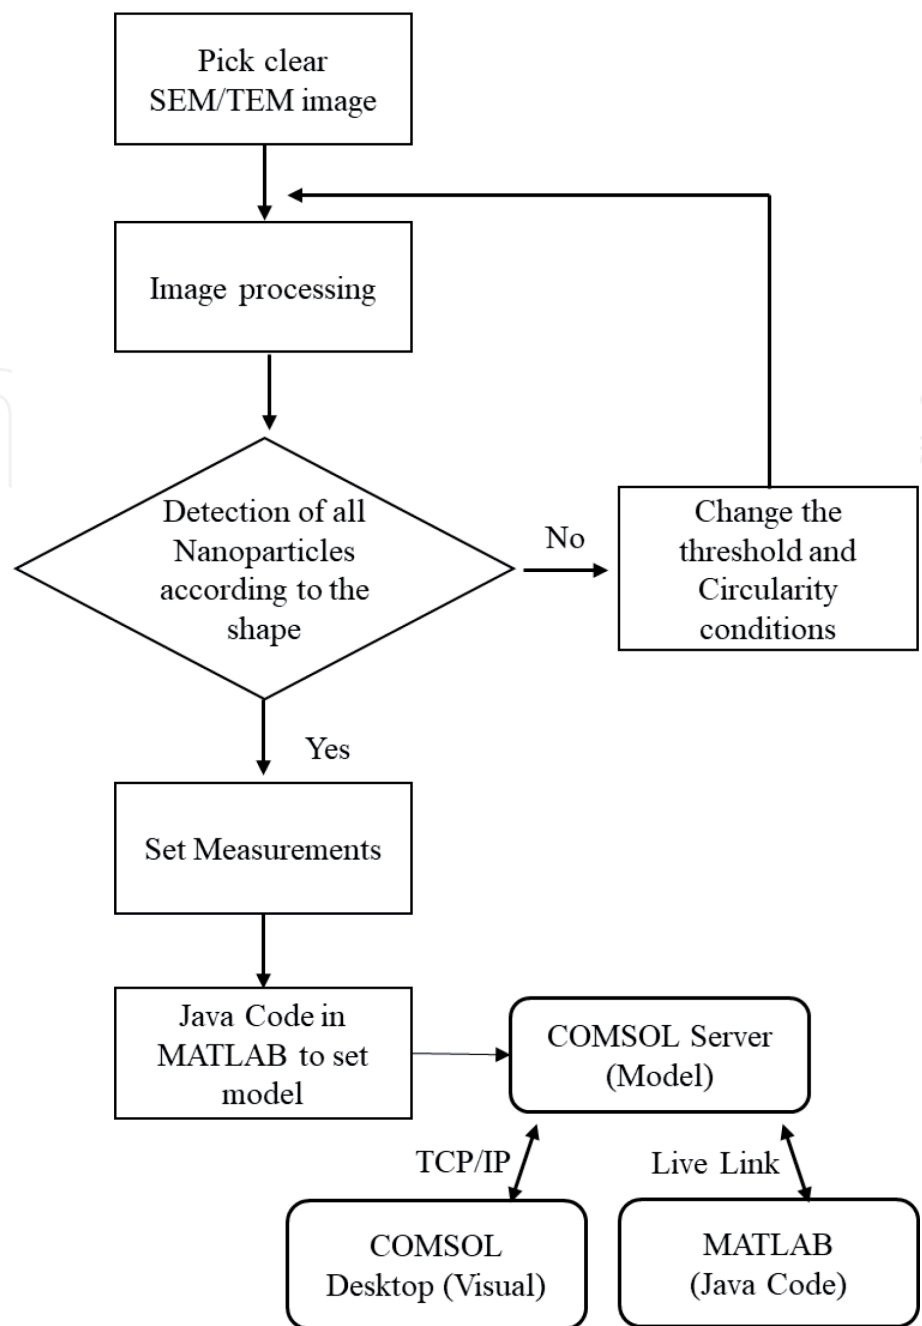 Pick clear
SEM/TEM image
Image processing
Detection of all
Nanoparticles
according to the
shape
No
Change the
threshold and
Circularity
conditions
Yes
Set Measurements
Java Code in
MATLAB to set
model
COMSOL Server
(Model)
TCP/IP
Live Link
COMSOL
Desktop (Visual)
MATLAB
(Java Code)